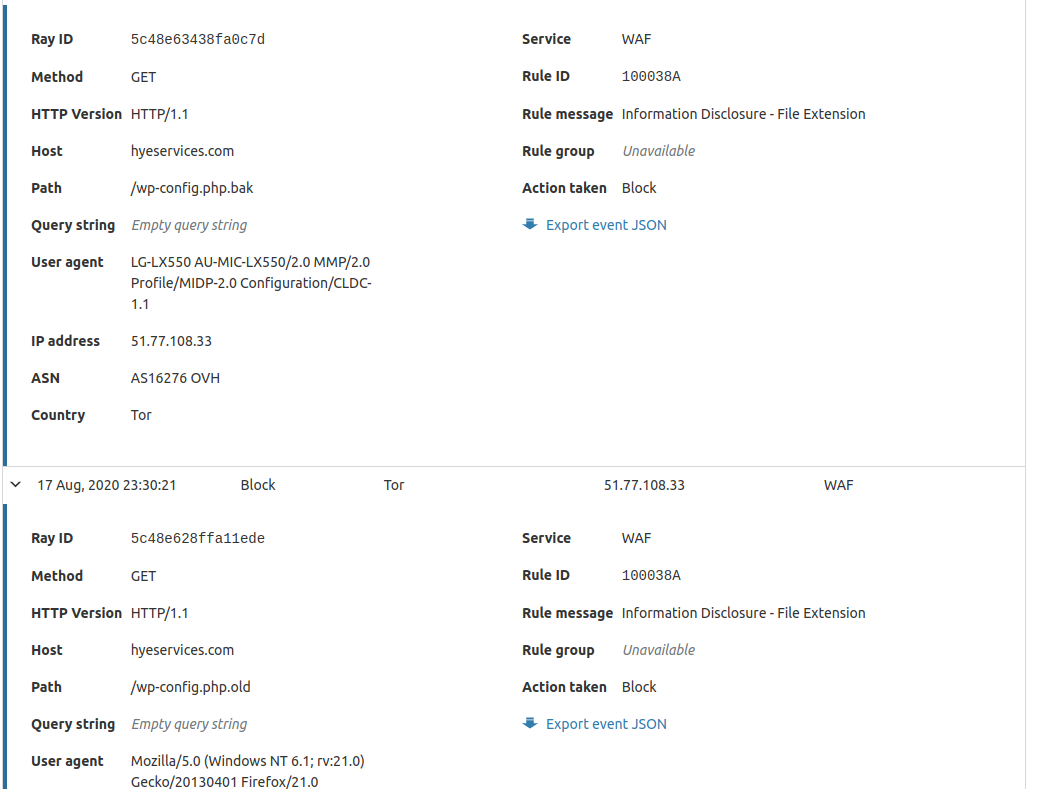 Ray ID 5c48e63438fa0c7d Service WAF
Method GET Rule ID 100038A
HTTP Version HTTP/1.1 Rule message Information Disclosure - File Extension
Host hyeservices.com Rule group Unavailable
Path /wp-config.php.bak Action taken Block
Query string Empty query string Export event JSON
User agent LG-LX550 AU-MIC-LX550/2.0 MMP/2.0
Profile/MIDP-2.0 Configuration/CLDC-
1.1
IP address 51.77.108.33
ASN AS16276 OVH
Country Tor
17 Aug, 2020 23:30:21 Block Tor 51.77.108.33 WAF
Ray ID 5c48e628ffa11ede Service WAF
Method GET Rule ID 100038A
HTTP Version HTTP/1.1 Rule message Information Disclosure - File Extension
Host hyeservices.com Rule group Unavailable
Path /wp-config.php.old Action taken Block
Query string Empty query string Export event JSON
User agent Mozilla/5.0 (Windows NT 6.1; rv:21.0)
Gecko/20130401 Firefox/21.0